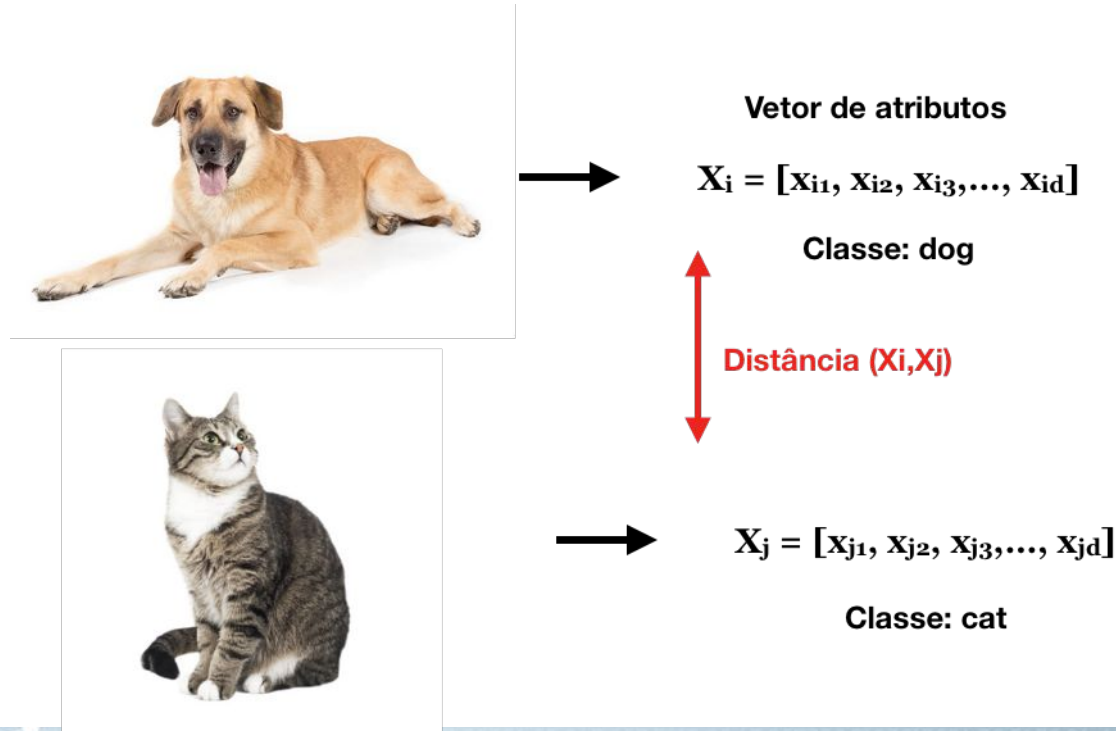 Vetor de atributos
Xᵢ = [xᵢ₁, xᵢ₂, xᵢ₃,..., xᵢd]
Classe: dog
Distância (Xi,Xj)
Xⱼ = [xⱼ₁, xⱼ₂, xⱼ₃,..., xⱼd]
Classe: cat